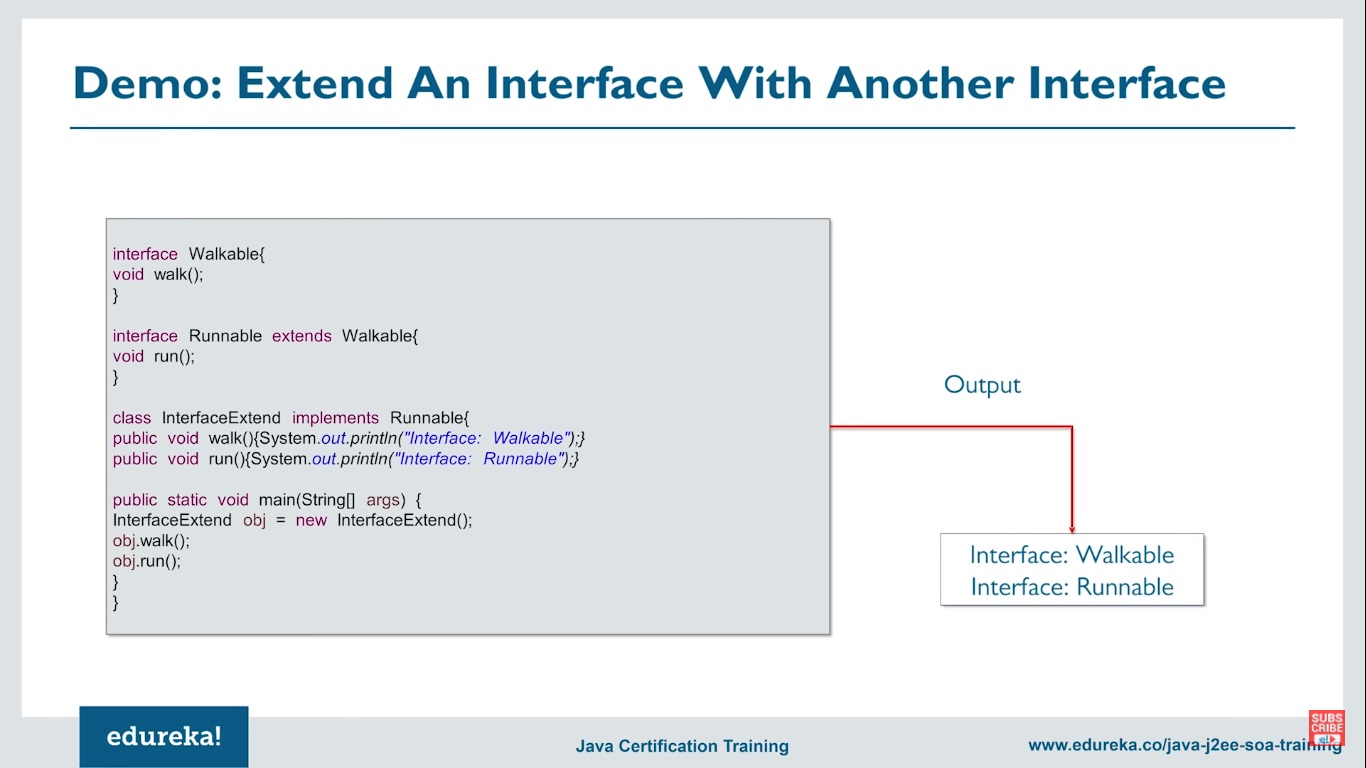 Demo: Extend An Interface With Another Interface
interface Walkable{
void walk();
}
interface Runnable extends Walkable{
void run();
}
class InterfaceExtend implements Runnable{
public void walk(){System.out.println("Interface: Walkable");}
public void run(){System.out.println("Interface: Runnable");}
public static void main(String[] args) {
InterfaceExtend obj = new InterfaceExtend();
obj.walk();
obj.run();
}
}
Output
Interface: Walkable
Interface: Runnable
edureka!
Java Certification Training
www.edureka.co/java-j2ee-soa-training
SUBS
CRIBE